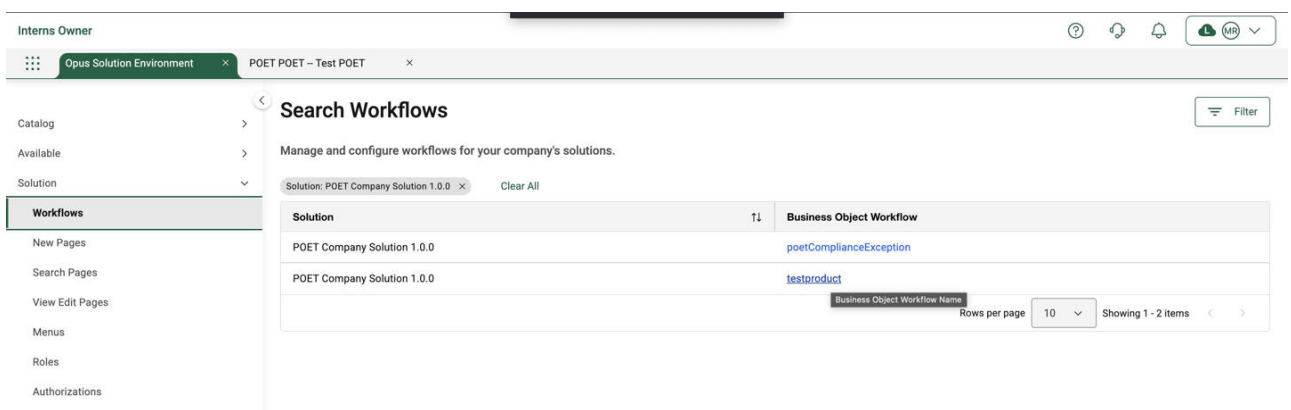 Interns Owner
MR
Opus Solution Environment × POET POET – Test POET ×
Catalog
Available
Solution
Workflows
New Pages
Search Pages
View Edit Pages
Menus
Roles
Authorizations
Search Workflows
Filter
Manage and configure workflows for your company's solutions.
Solution: POET Company Solution 1.0.0 × Clear All
Solution Business Object Workflow
POET Company Solution 1.0.0 poetComplianceException
POET Company Solution 1.0.0 testproduct
Business Object Workflow Name
Rows per page 10 Showing 1 - 2 items